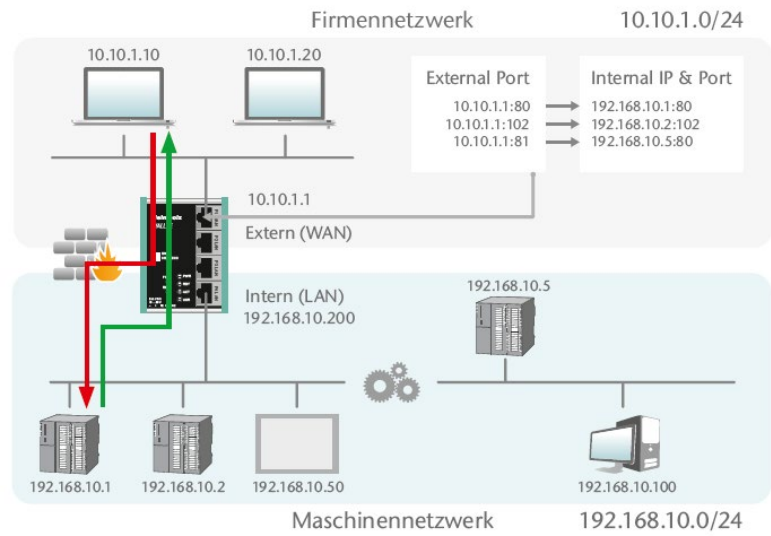 Firmennetzwerk 10.10.1.0/24
10.10.1.10 10.10.1.20
External Port Internal IP & Port
10.10.1.1:80 192.168.10.1:80
10.10.1.1:102 192.168.10.2:102
10.10.1.1:81 192.168.10.5:80
10.10.1.1
Extern (WAN)
Intern (LAN)
192.168.10.200
192.168.10.5
192.168.10.1 192.168.10.2 192.168.10.50 192.168.10.100
Maschinennetzwerk 192.168.10.0/24